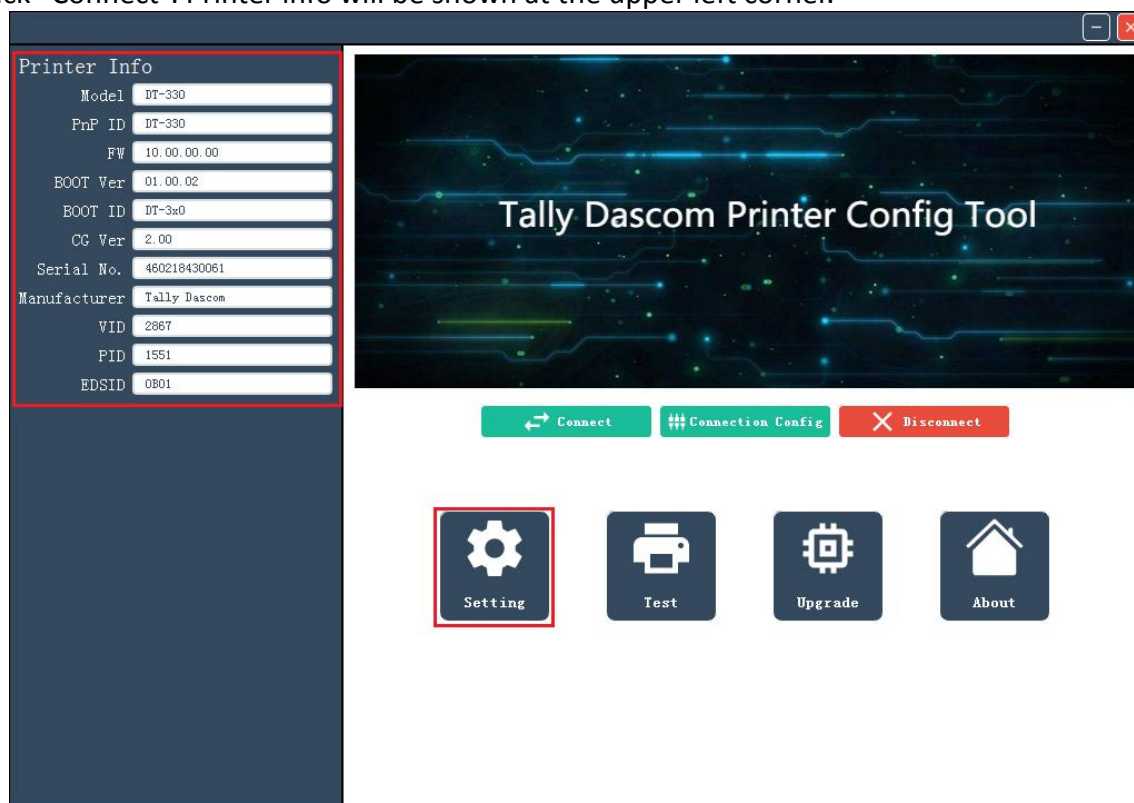 "Connect". Printer info will be shown at the upper left corner.
Printer Info
Model DT-330
PnP ID DT-330
FW 10.00.00.00
BOOT Ver 01.00.02
BOOT ID DT-3x0
CG Ver 2.00
Serial No. 460218430061
Manufacturer Tally Dascom
VID 2867
PID 1551
EDSID 0B01
Tally Dascom Printer Config Tool
Connect Connection Config Disconnect
Setting Test Upgrade About